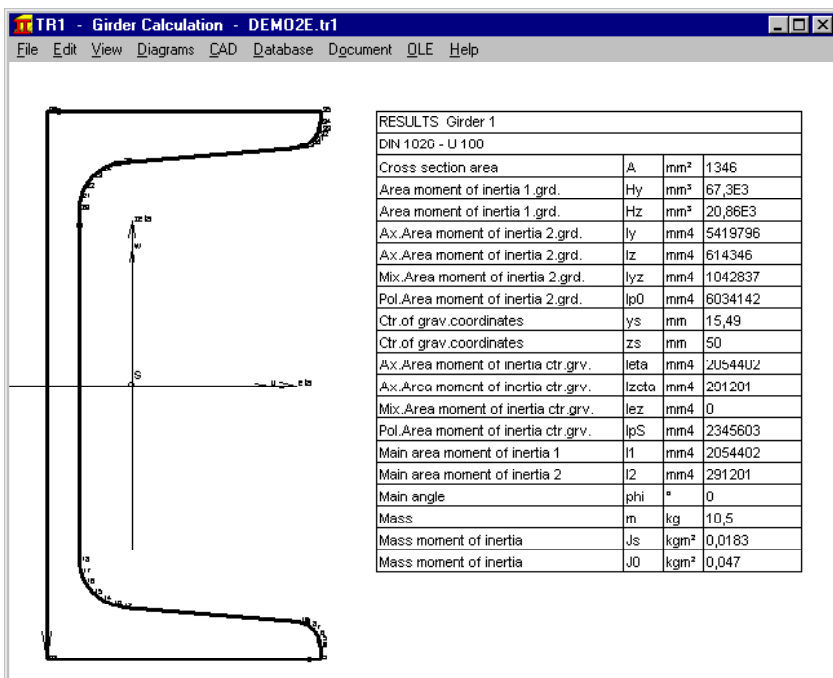 TR1 - Girder Calculation - DEMO2E.tr1
File Edit View Diagrams CAD Database Document OLE Help
RESULTS Girder 1
DIN 1026 - U 100
Cross section area A mm² 1346
Area moment of inertia 1.grd. Hy mm³ 67,3E3
Area moment of inertia 1.grd. Hz mm³ 20,86E3
Ax.Area moment of inertia 2.grd. Iy mm4 5419796
Ax.Area moment of inertia 2.grd. Iz mm4 614346
Mix.Area moment of inertia 2.grd. Iyz mm4 1042837
Pol.Area moment of inertia 2.grd. Ip0 mm4 6034142
Ctr.of grav.coordinates ys mm 15,49
Ctr.of grav.coordinates zs mm 50
Ax.Area moment of inertia ctr.grv. Ieta mm4 2054402
Ax.Area moment of inertia ctr.grv. Izeta mm4 291201
Mix.Area moment of inertia ctr.grv. Iez mm4 0
Pol.Area moment of inertia ctr.grv. IpS mm4 2345603
Main area moment of inertia 1 I1 mm4 2054402
Main area moment of inertia 2 I2 mm4 291201
Main angle phi ° 0
Mass m kg 10,5
Mass moment of inertia Js kgm² 0,0183
Mass moment of inertia J0 kgm² 0,047
zeta
S
u eta